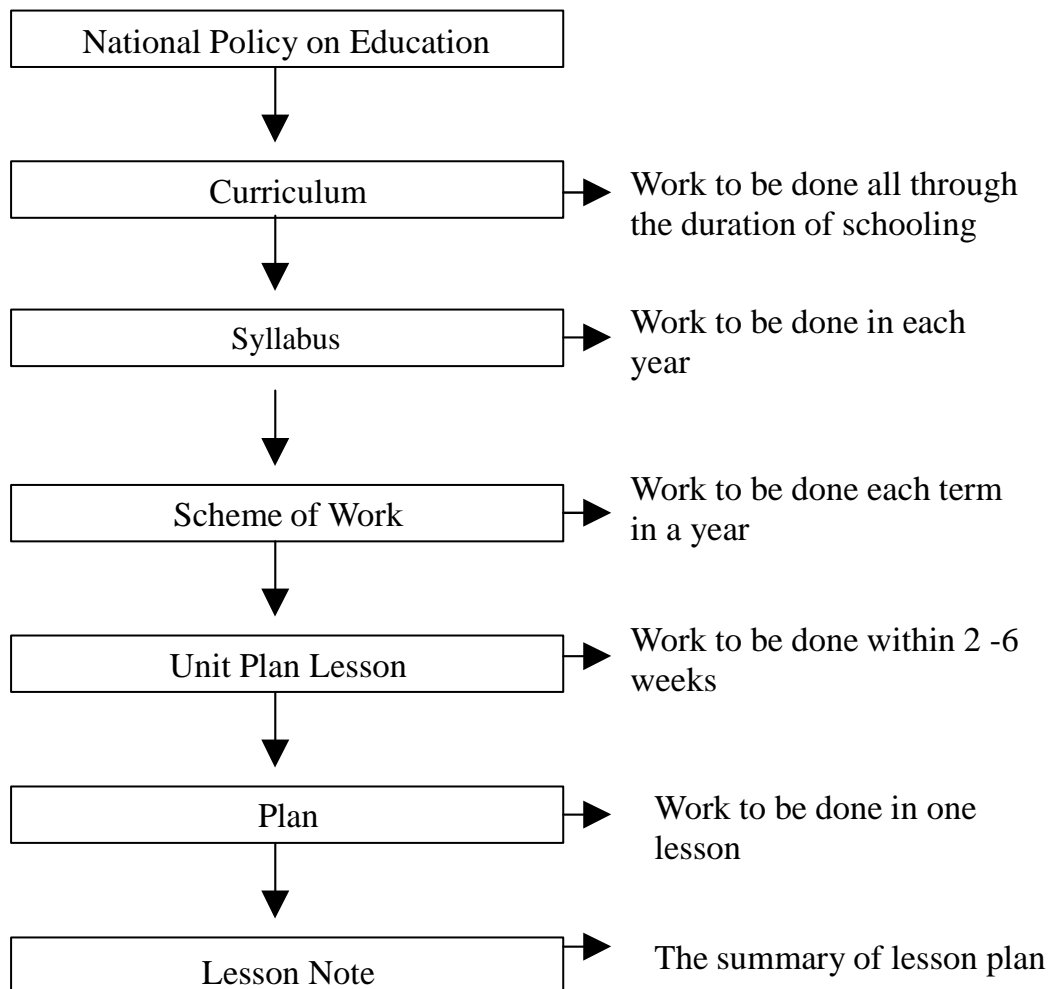 National Policy on Education
Curriculum
Work to be done all through
the duration of schooling
Syllabus
Work to be done in each
year
Scheme of Work
Work to be done each term
in a year
Unit Plan Lesson
Work to be done within 2 -6
weeks
Plan
Work to be done in one
lesson
Lesson Note
The summary of lesson plan